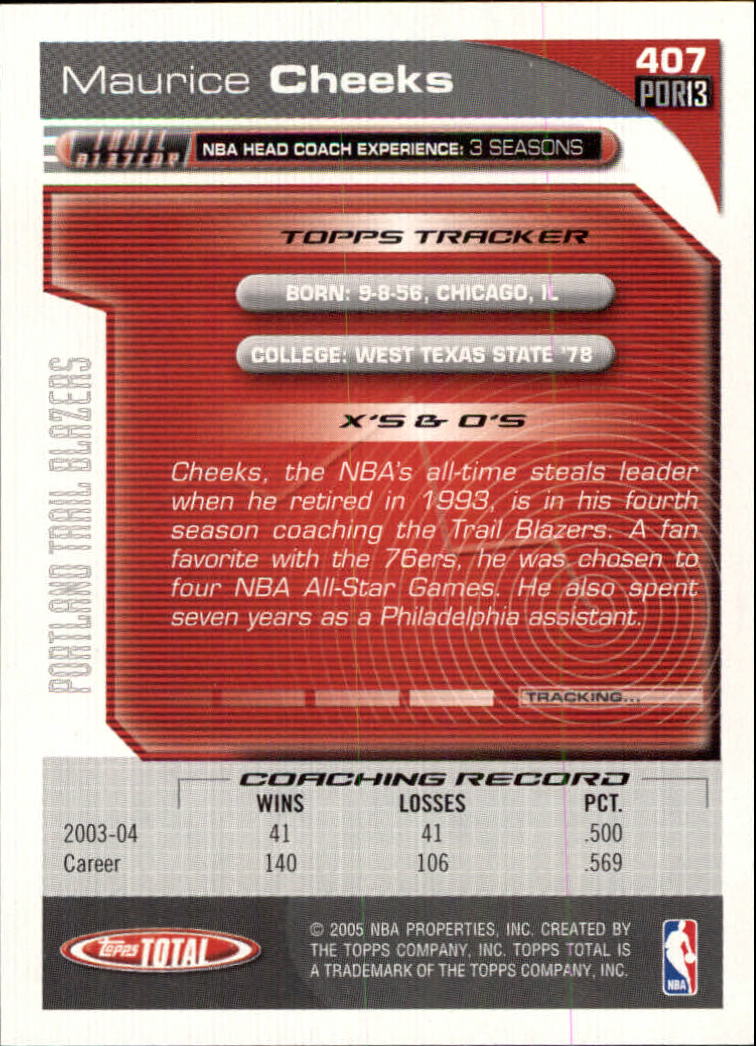 Maurice Cheeks
407
POR13
TRAIL BLAZERS
NBA HEAD COACH EXPERIENCE: 3 SEASONS
TOPPS TRACKER
BORN: 9-8-56, CHICAGO, IL
COLLEGE: WEST TEXAS STATE '78
X'S & O'S
Cheeks, the NBA's all-time steals leader
when he retired in 1993, is in his fourth
season coaching the Trail Blazers. A fan
favorite with the 76ers, he was chosen to
four NBA All-Star Games. He also spent
seven years as a Philadelphia assistant.
TRACKING...
PORTLAND TRAIL BLAZERS
COACHING RECORD
WINS LOSSES PCT.
2003-04 41 41 .500
Career 140 106 .569
topps TOTAL
© 2005 NBA PROPERTIES, INC. CREATED BY
THE TOPPS COMPANY, INC. TOPPS TOTAL IS
A TRADEMARK OF THE TOPPS COMPANY, INC.
NBA